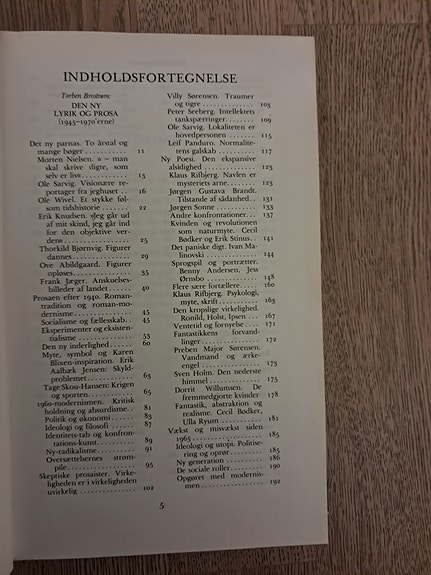 INDHOLDSFORTEGNELSE
Torben Brostrøm:
DEN NY
LYRIK OG PROSA
(1945-1970'erne)
Det ny parnas. To årstal og
mange bøger . . . . . . . . . . . . 11
Morten Nielsen. » – man
skal skrive digte, som
selv er liv« . . . . . . . . . . . . . 13
Ole Sarvig. Visionære re-
portager fra jeghuset . . 16
Ole Wivel. Et stykke føl-
som tidshistorie . . . . . . . 22
Erik Knudsen. »Jeg går ud
af mit skind, jeg går ind
for den objektive ver-
den« . . . . . . . . . . . . . . . 25
Thorkild Bjørnvig. Figurer
dannes . . . . . . . . . . . . . . . 29
Ove Abildgaard. Figurer
opløses . . . . . . . . . . . . . . . 35
Frank Jæger. Anskuelses-
billeder af landet . . . . . . 40
Prosaen efter 1940. Roman-
tradition og roman-mo-
dernisme . . . . . . . . . . . . . 45
Socialisme og fællesskab . . 45
Eksperimenter og eksisten-
tialisme . . . . . . . . . . . . . . 53
Den ny inderlighed . . . . . . 60
Myte, symbol og Karen
Blixen-inspiration. Erik
Aalbæk Jensen: Skyld-
problemet . . . . . . . . . . . . 63
Tage Skou-Hansen: Krigen
og sporten . . . . . . . . . . . . 65
1960-modernismen. Kritisk
holdning og absurdisme . . 81
Politik og økonomi . . . . . . 83
Ideologi og filosofi . . . . . . 87
Identitets-tab og konfron-
tations-kunst . . . . . . . . . . 89
Ny-radikalisme . . . . . . . . . 91
Oversættelsernes strøm-
pile . . . . . . . . . . . . . . . . . . 95
Skeptiske prosaister. Virke-
ligheden er i virkeligheden
uvirkelig . . . . . . . . . . . . . . 102
Villy Sørensen. Traumer
og tigre . . . . . . . . . . . . . . 103
Peter Seeberg. Intellektets
tankspærringer . . . . . . . . 109
Ole Sarvig. Lokaliteten er
hovedpersonen . . . . . . . . 115
Leif Panduro. Normalite-
tens galskab . . . . . . . . . . 117
Ny Poesi. Den ekspansive
alsidighed . . . . . . . . . . . . 123
Klaus Rifbjerg. Navlen er
mysteriets arne . . . . . . . . 123
Jørgen Gustava Brandt.
Tilstande af sådanhed . . 131
Jørgen Sonne . . . . . . . . . . 133
Andre konfrontationer . . . 137
Kvinden og revolutionen
som naturmyte. Cecil
Bødker og Erik Stinus . . 141
Det paniske digt. Ivan Ma-
linovski . . . . . . . . . . . . . . 144
Sprogspil og portrætter.
Benny Andersen, Jess
Ørnsbo . . . . . . . . . . . . . . . 148
Flere sære fortællere . . . . . 160
Klaus Rifbjerg. Psykologi,
myte, skrift . . . . . . . . . . . 163
Den kropslige virkelighed.
Ronild, Holst, Ipsen . . . . 167
Ventetid og fornyelse . . . . 171
Fantastikkens forvand-
linger . . . . . . . . . . . . . . . . 172
Preben Major Sørensen.
Vandmand og ærke-
engel . . . . . . . . . . . . . . . . 173
Sven Holm. Den nederste
himmel . . . . . . . . . . . . . . 175
Dorrit Willumsen. De
fremmedgjorte kvinder 178
Fantastik, abstraktion og
realisme. Cecil Bødker,
Ulla Ryum . . . . . . . . . . . . 181
Vækst og misvækst siden
1965 . . . . . . . . . . . . . . . . . 185
Ideologi og utopi. Politise-
ring og oprør . . . . . . . . . . 185
Ny generation . . . . . . . . . . 186
De sociale roller . . . . . . . . 190
Opgøret med modernis-
men . . . . . . . . . . . . . . . . . 192
5